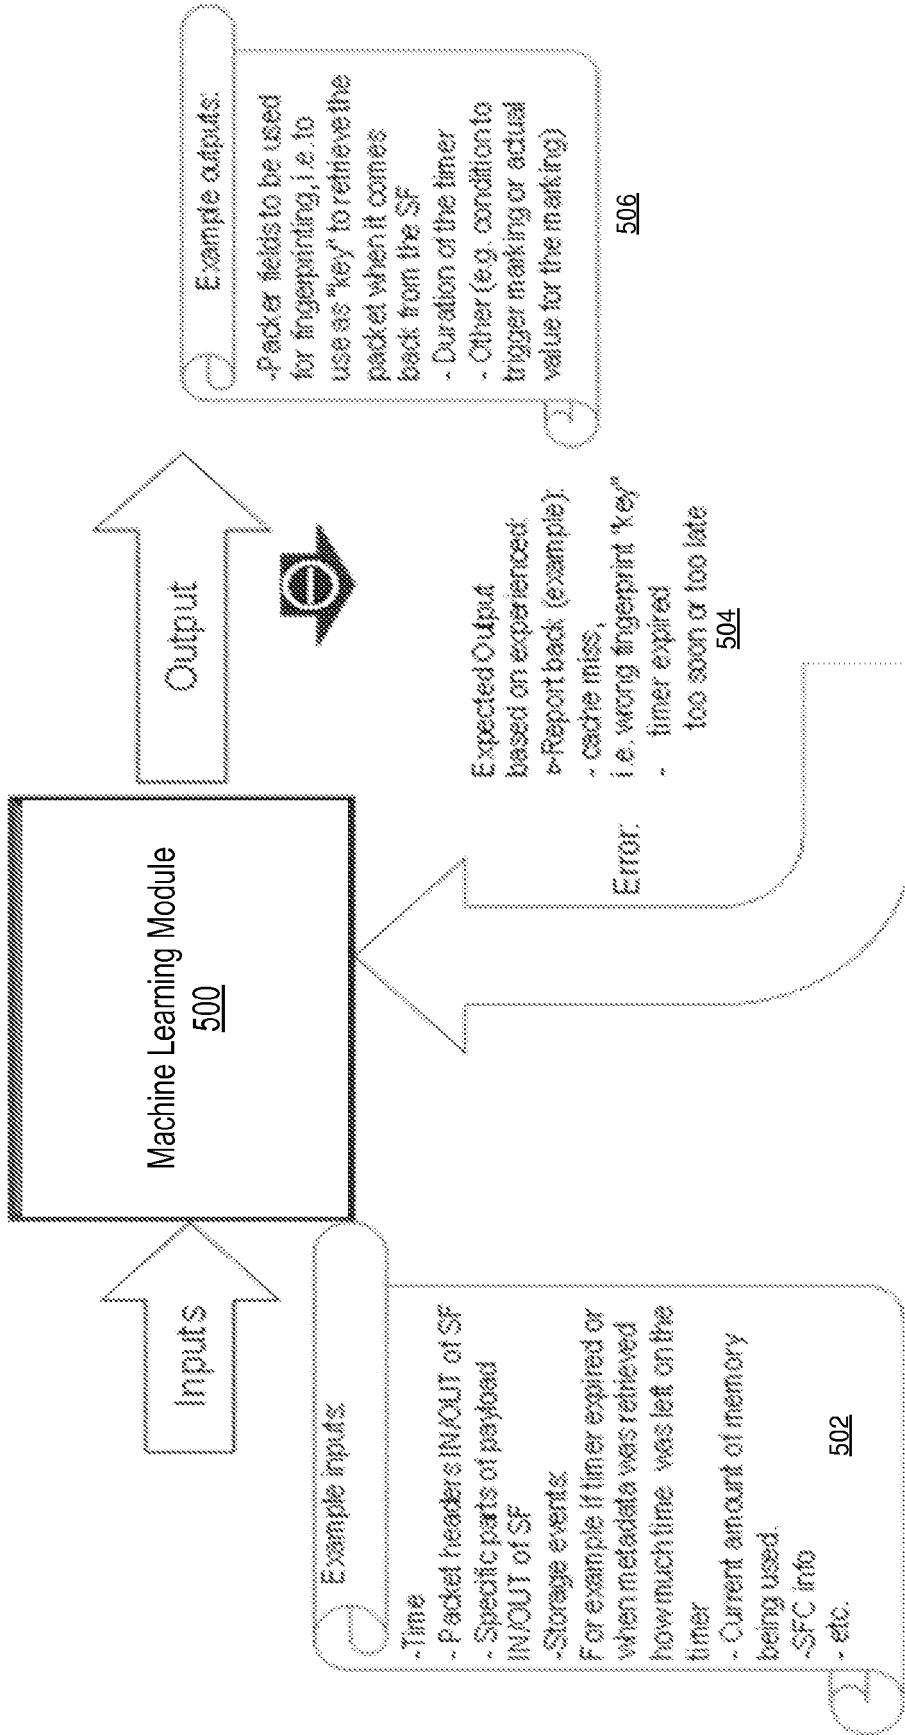 Inputs
Example inputs:
-Time
- Packet headers IN/OUT of SF
- Specific parts of payload
IN/OUT of SF
-Storage events:
For example if timer expired or
when metadata was retrieved
how much time was left on the
timer
- Current amount of memory
being used.
-SFC info
- etc.
502
Machine Learning Module
500
Output
Error:
Expected Output
based on experienced:
Report back (example):
- cache miss,
i.e. wrong fingerprint "key"
- timer expired
too soon or too late
504
Example outputs:
-Packer fields to be used
for fingerprinting, i.e. to
use as "key" to retrieve the
packet when it comes
back from the SF
- Duration of the timer
- Other (e.g. condition to
trigger marking or actual
value for the marking)
506